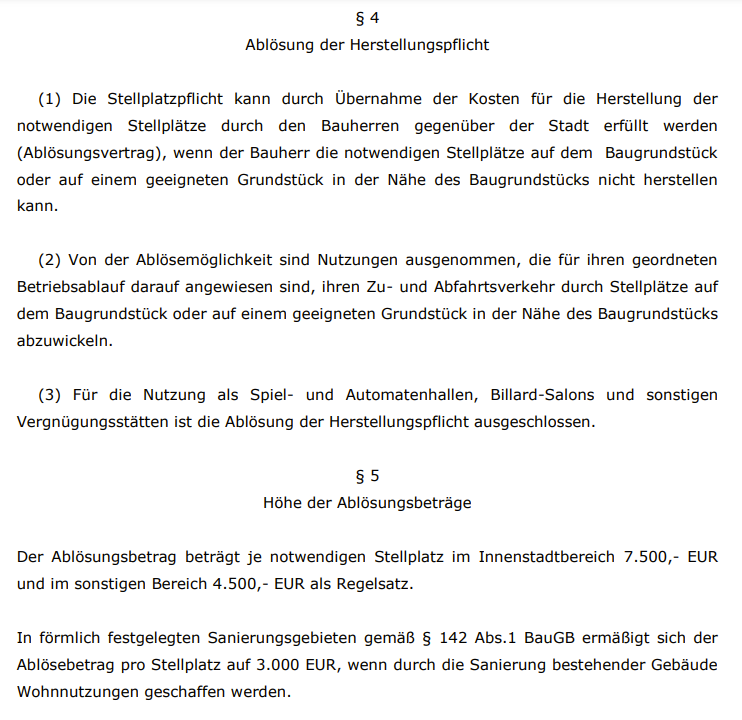 § 4
Ablösung der Herstellungspflicht
(1) Die Stellplatzpflicht kann durch Übernahme der Kosten für die Herstellung der
notwendigen Stellplätze durch den Bauherren gegenüber der Stadt erfüllt werden
(Ablösungsvertrag), wenn der Bauherr die notwendigen Stellplätze auf dem Baugrundstück
oder auf einem geeigneten Grundstück in der Nähe des Baugrundstücks nicht herstellen
kann.
(2) Von der Ablösemöglichkeit sind Nutzungen ausgenommen, die für ihren geordneten
Betriebsablauf darauf angewiesen sind, ihren Zu- und Abfahrtsverkehr durch Stellplätze auf
dem Baugrundstück oder auf einem geeigneten Grundstück in der Nähe des Baugrundstücks
abzuwickeln.
(3) Für die Nutzung als Spiel- und Automatenhallen, Billard-Salons und sonstigen
Vergnügungsstätten ist die Ablösung der Herstellungspflicht ausgeschlossen.
§ 5
Höhe der Ablösungsbeträge
Der Ablösungsbetrag beträgt je notwendigen Stellplatz im Innenstadtbereich 7.500,- EUR
und im sonstigen Bereich 4.500,- EUR als Regelsatz.
In förmlich festgelegten Sanierungsgebieten gemäß § 142 Abs.1 BauGB ermäßigt sich der
Ablösebetrag pro Stellplatz auf 3.000 EUR, wenn durch die Sanierung bestehender Gebäude
Wohnnutzungen geschaffen werden.